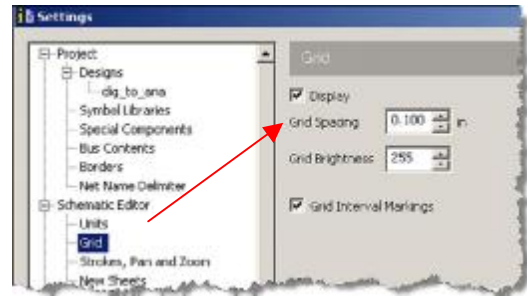 Settings
Project
Designs
dig_to_ana
Symbol Libraries
Special Components
Bus Contents
Borders
Net Name Delimiter
Schematic Editor
Units
Grid
Strokes, Pan and Zoom
New Sheets
Grid
Display
Grid Spacing 0.100 in
Grid Brightness 255
Grid Interval Markings